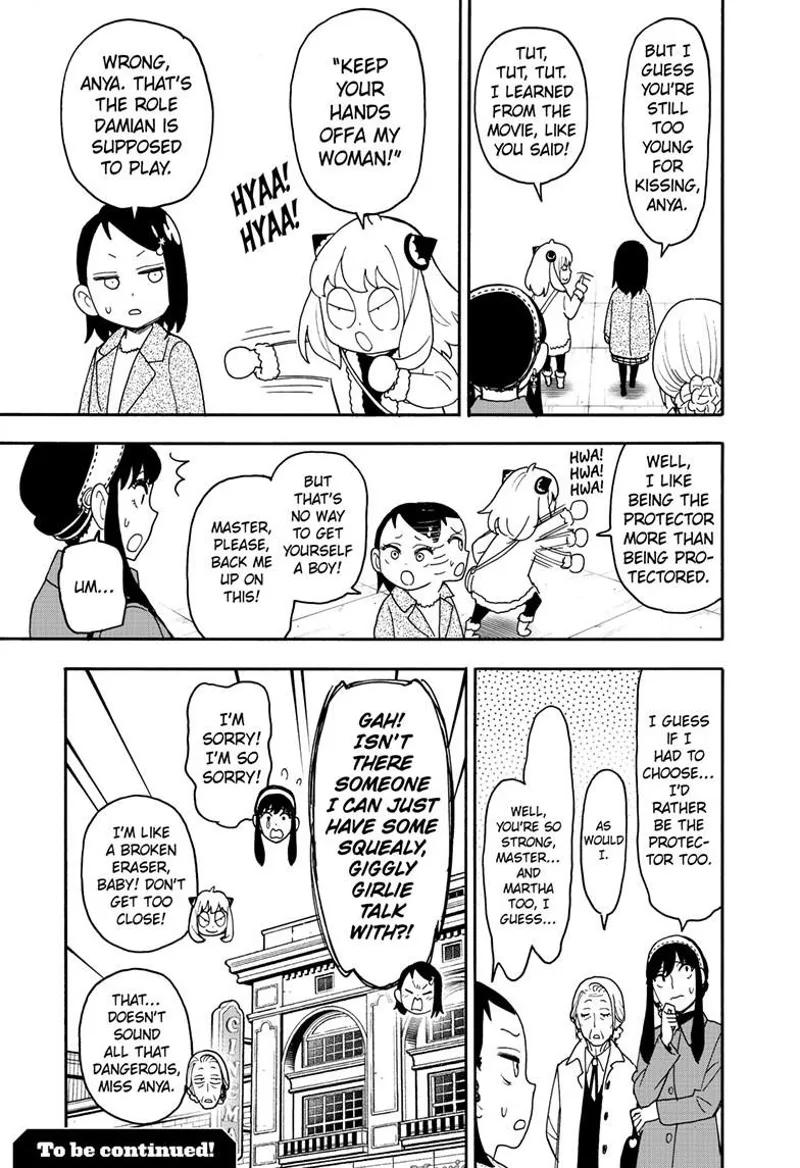 BUT I
GUESS
YOU'RE
STILL
TOO
YOUNG
FOR
KISSING,
ANYA.
TUT,
TUT, TUT.
I LEARNED
FROM THE
MOVIE, LIKE
YOU SAID!
"KEEP
YOUR
HANDS
OFFA MY
WOMAN!"
HYAA!
HYAA!
WRONG,
ANYA. THAT'S
THE ROLE
DAMIAN IS
SUPPOSED
TO PLAY.
WELL,
I LIKE
BEING THE
PROTECTOR
MORE THAN
BEING PRO-
TECTORED.
HWA!
HWA!
HWA!
BUT
THAT'S
NO WAY
TO GET
YOURSELF
A BOY!
MASTER,
PLEASE,
BACK ME
UP ON
THIS!
UM...
I GUESS
IF I
HAD TO
CHOOSE...
I'D
RATHER
BE THE
PROTEC-
TOR TOO.
AS
WOULD
I.
WELL,
YOU'RE SO
STRONG,
MASTER...
AND
MARTHA
TOO, I
GUESS...
GAH!
ISN'T
THERE
SOMEONE
I CAN JUST
HAVE SOME
SQUEALY,
GIGGLY
GIRLIE
TALK
WITH?!
I'M
SORRY!
I'M SO
SORRY!
I'M LIKE
A BROKEN
ERASER,
BABY! DON'T
GET TOO
CLOSE!
THAT...
DOESN'T
SOUND
ALL THAT
DANGEROUS,
MISS ANYA.
CINEMA
To be continued!